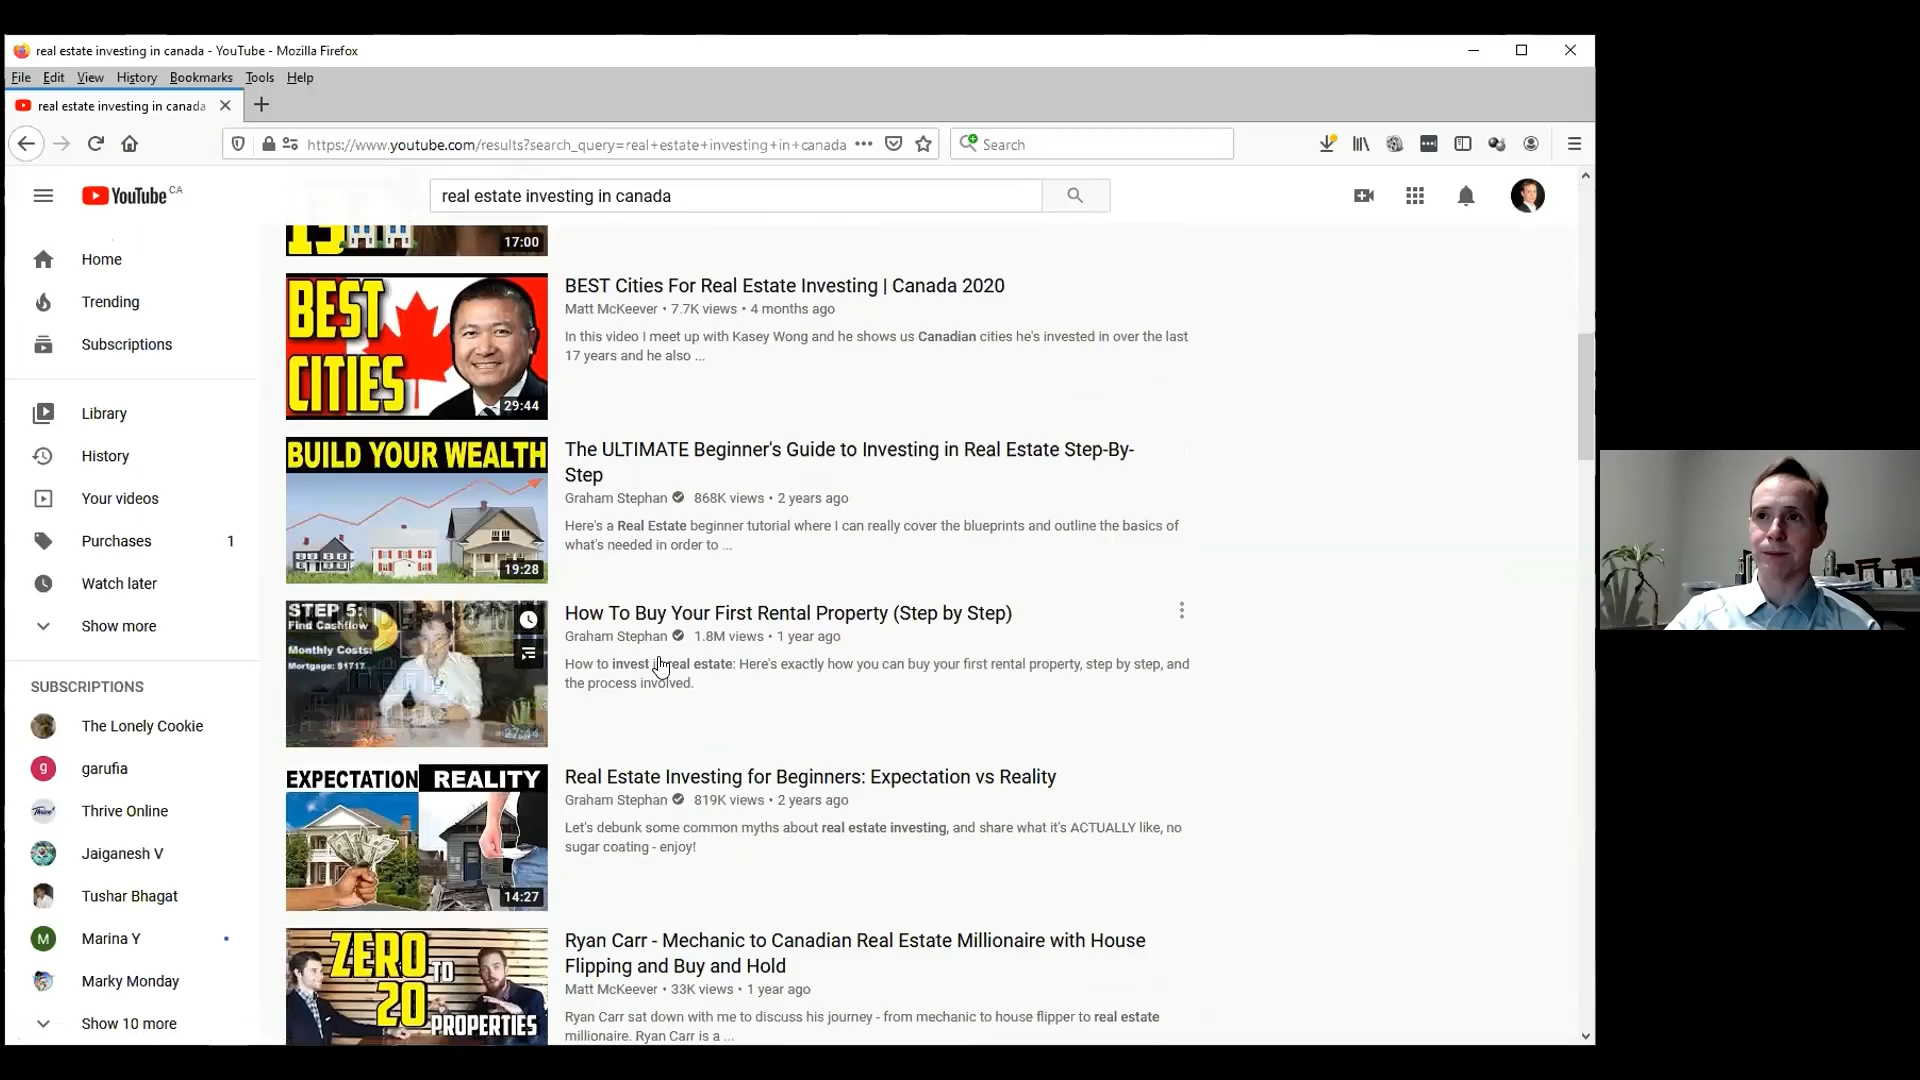 real estate investing in canada - YouTube - Mozilla Firefox
File Edit View History Bookmarks Tools Help
real estate investing in canada
https://www.youtube.com/results?search_query=real+estate+investing+in+canada
Search
YouTube CA
real estate investing in canada
Home
Trending
Subscriptions
Library
History
Your videos
Purchases 1
Watch later
Show more
SUBSCRIPTIONS
The Lonely Cookie
g garufia
Thrive Online
Jaiganesh V
Tushar Bhagat
M Marina Y
Marky Monday
Show 10 more
17:00
BEST
CITIES
29:44
BEST Cities For Real Estate Investing | Canada 2020
Matt McKeever • 7.7K views • 4 months ago
In this video I meet up with Kasey Wong and he shows us Canadian cities he's invested in over the last
17 years and he also ...
BUILD YOUR WEALTH
19:28
The ULTIMATE Beginner's Guide to Investing in Real Estate Step-By-
Step
Graham Stephan 868K views • 2 years ago
Here's a Real Estate beginner tutorial where I can really cover the blueprints and outline the basics of
what's needed in order to ...
STEP 5:
Find Cashflow
Monthly Costs:
Mortgage: $1717
How To Buy Your First Rental Property (Step by Step)
Graham Stephan 1.8M views • 1 year ago
How to invest in real estate: Here's exactly how you can buy your first rental property, step by step, and
the process involved.
EXPECTATION REALITY
14:27
Real Estate Investing for Beginners: Expectation vs Reality
Graham Stephan 819K views • 2 years ago
Let's debunk some common myths about real estate investing, and share what it's ACTUALLY like, no
sugar coating - enjoy!
ZERO
TO
20
PROPERTIES
Ryan Carr - Mechanic to Canadian Real Estate Millionaire with House
Flipping and Buy and Hold
Matt McKeever • 33K views • 1 year ago
Ryan Carr sat down with me to discuss his journey - from mechanic to house flipper to real estate
millionaire. Ryan Carr is a ...